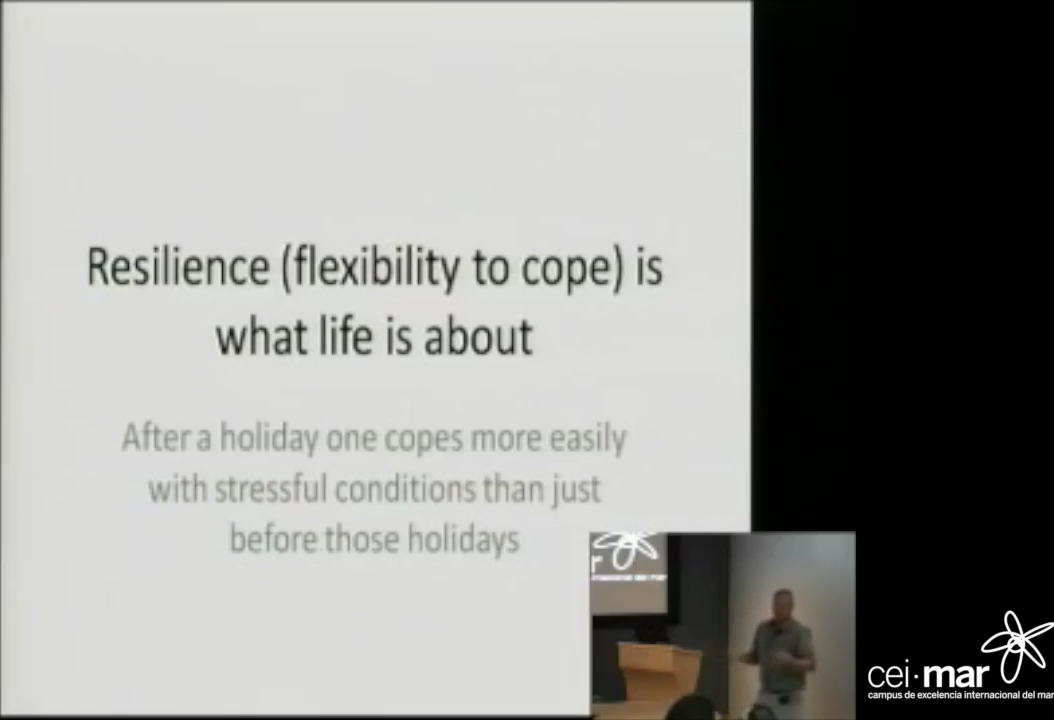 Resilience (flexibility to cope) is
what life is about
After a holiday one copes more easily
with stressful conditions than just
before those holidays
cei·mar
campus de excelencia internacional del mar